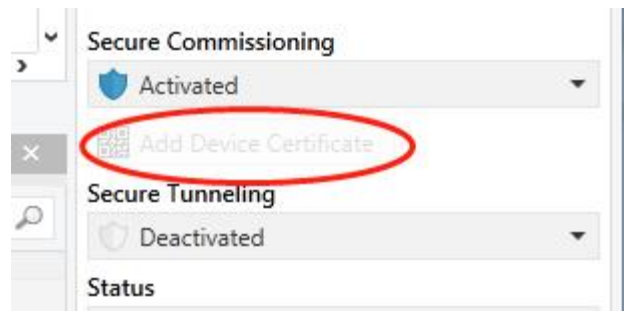 Secure Commissioning
Activated
Add Device Certificate
Secure Tunneling
Deactivated
Status